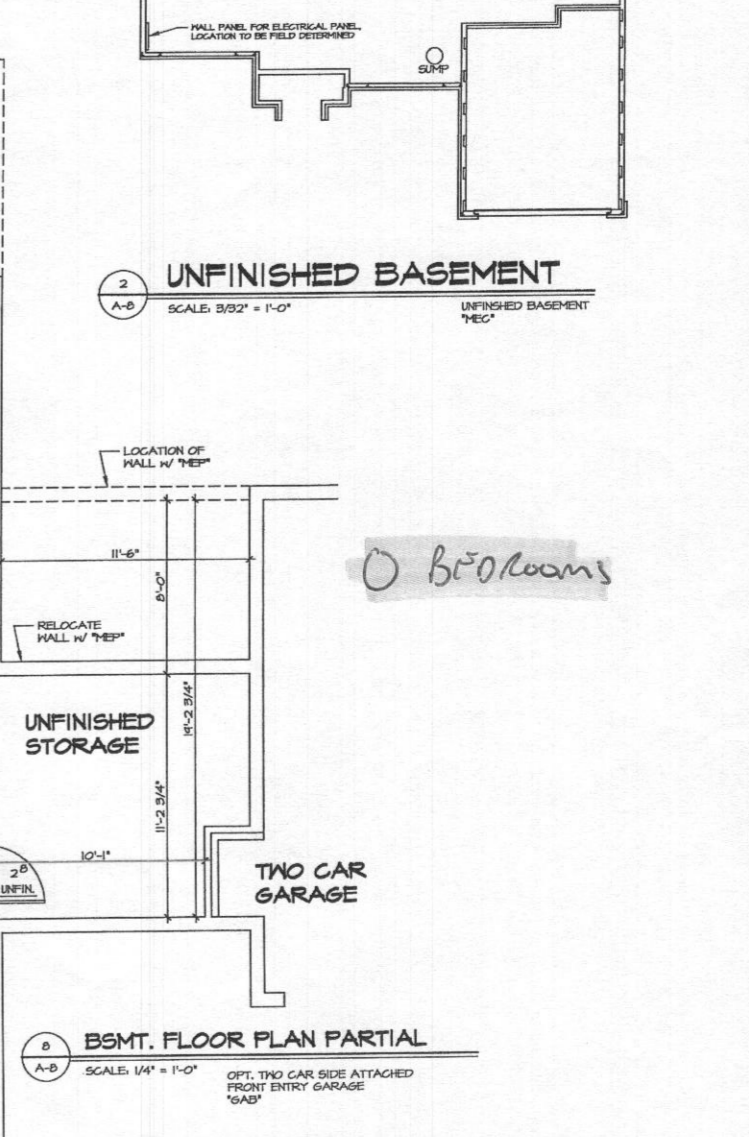 WALL PANEL FOR ELECTRICAL PANEL,
LOCATION TO BE FIELD DETERMINED
SUMP
2
A-8
UNFINISHED BASEMENT
SCALE: 3/32" = 1'-0"
UNFINSHED BASEMENT
"MEC"
LOCATION OF
WALL W/ "MEP"
11'-6"
8'-0"
O BEDROOMS
RELOCATE
WALL W/ "MEP"
19'-2 3/4"
UNFINISHED
STORAGE
11'-2 3/4"
10'-1"
2B
UNFIN.
TWO CAR
GARAGE
8
A-8
BSMT. FLOOR PLAN PARTIAL
SCALE: 1/4" = 1'-0"
OPT. TWO CAR SIDE ATTACHED
FRONT ENTRY GARAGE
"GAB"